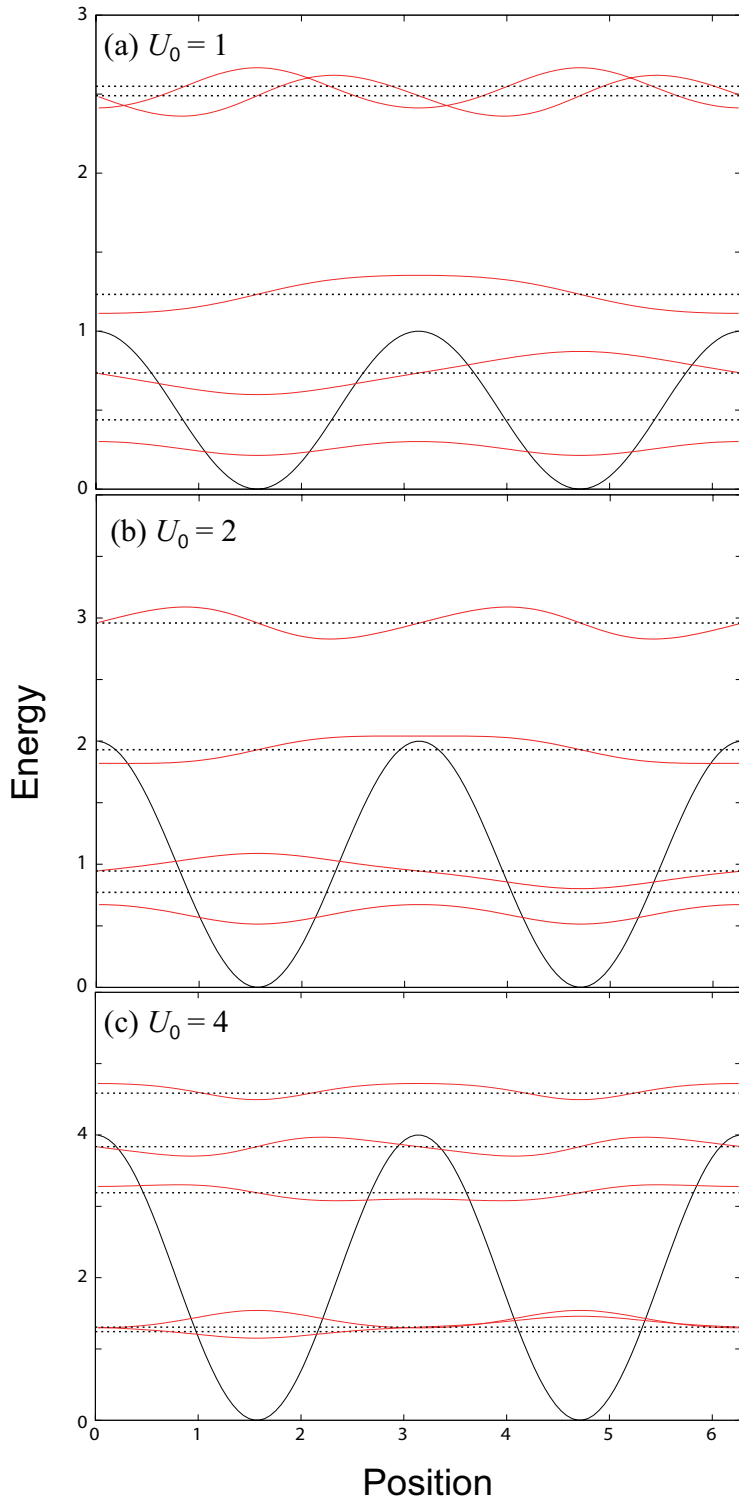 3
(a) U₀ = 1
2
1
0
(b) U₀ = 2
3
2
1
0
Energy
(c) U₀ = 4
4
2
0
0 1 2 3 4 5 6
Position